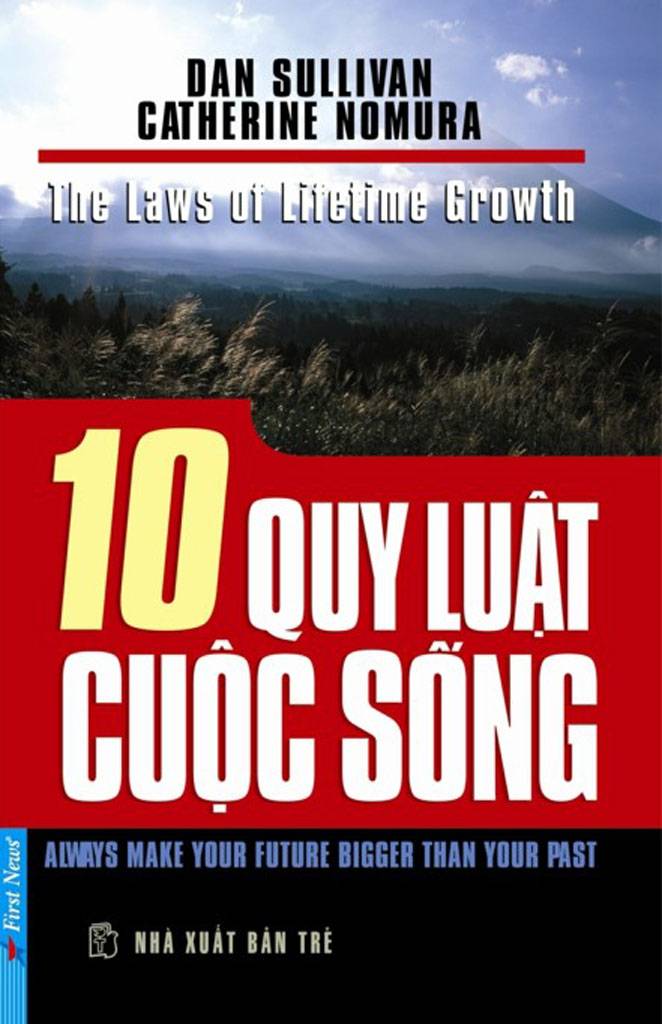 DAN SULLIVAN
CATHERINE NOMURA
The Laws of Lifetime Growth
10 QUY LUẬT
CUỘC SỐNG
ALWAYS MAKE YOUR FUTURE BIGGER THAN YOUR PAST
First News®
NHÀ XUẤT BẢN TRẺ